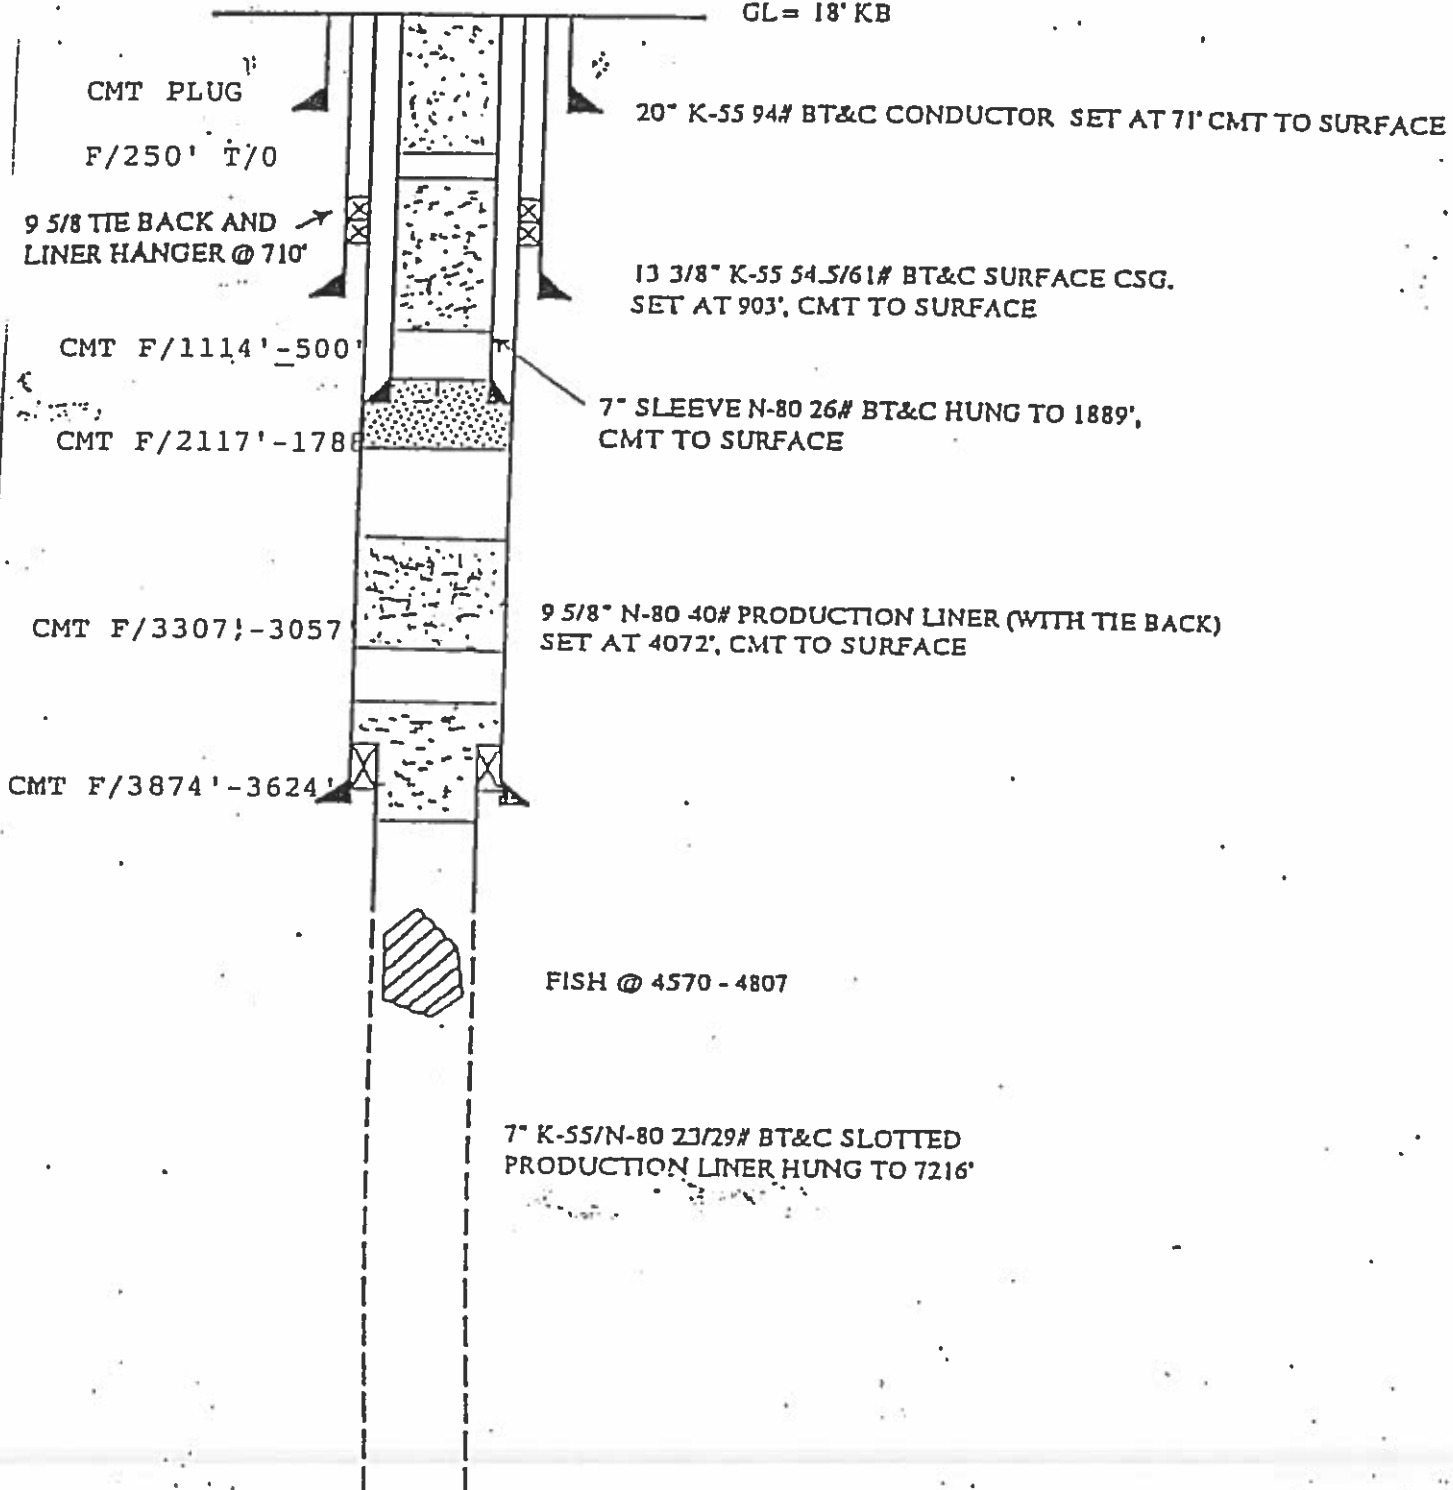 GL= 18' KB
CMT PLUG
F/250' T/0
20" K-55 94# BT&C CONDUCTOR SET AT 71' CMT TO SURFACE
9 5/8 TIE BACK AND
LINER HANGER @ 710'
13 3/8" K-55 54.5/61# BT&C SURFACE CSG.
SET AT 903', CMT TO SURFACE
CMT F/1114'-500'
7" SLEEVE N-80 26# BT&C HUNG TO 1889',
CMT TO SURFACE
CMT F/2117'-1788
CMT F/3307'-3057
9 5/8" N-80 40# PRODUCTION LINER (WITH TIE BACK)
SET AT 4072', CMT TO SURFACE
CMT F/3874'-3624'
FISH @ 4570 - 4807
7" K-55/N-80 23/29# BT&C SLOTTED
PRODUCTION LINER HUNG TO 7216'